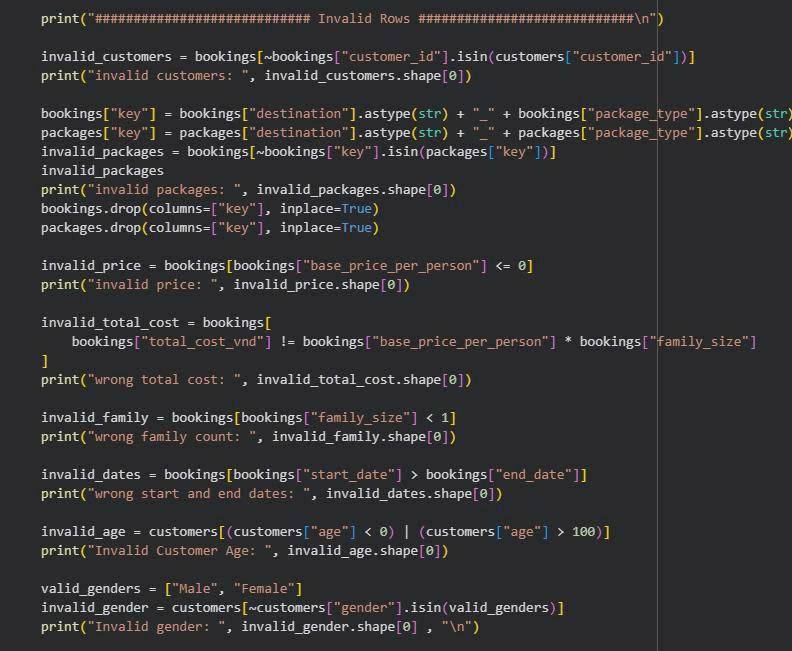 print("############################ Invalid Rows ############################\n")
invalid_customers = bookings[~bookings["customer_id"].isin(customers["customer_id"])]
print("invalid customers: ", invalid_customers.shape[0])
bookings["key"] = bookings["destination"].astype(str) + "_" + bookings["package_type"].astype(str)
packages["key"] = packages["destination"].astype(str) + "_" + packages["package_type"].astype(str)
invalid_packages = bookings[~bookings["key"].isin(packages["key"])]
invalid_packages
print("invalid packages: ", invalid_packages.shape[0])
bookings.drop(columns=["key"], inplace=True)
packages.drop(columns=["key"], inplace=True)
invalid_price = bookings[bookings["base_price_per_person"] <= 0]
print("invalid price: ", invalid_price.shape[0])
invalid_total_cost = bookings[
bookings["total_cost_vnd"] != bookings["base_price_per_person"] * bookings["family_size"]
]
print("wrong total cost: ", invalid_total_cost.shape[0])
invalid_family = bookings[bookings["family_size"] < 1]
print("wrong family count: ", invalid_family.shape[0])
invalid_dates = bookings[bookings["start_date"] > bookings["end_date"]]
print("wrong start and end dates: ", invalid_dates.shape[0])
invalid_age = customers[(customers["age"] < 0) | (customers["age"] > 100)]
print("Invalid Customer Age: ", invalid_age.shape[0])
valid_genders = ["Male", "Female"]
invalid_gender = customers[~customers["gender"].isin(valid_genders)]
print("Invalid gender: ", invalid_gender.shape[0] , "\n")